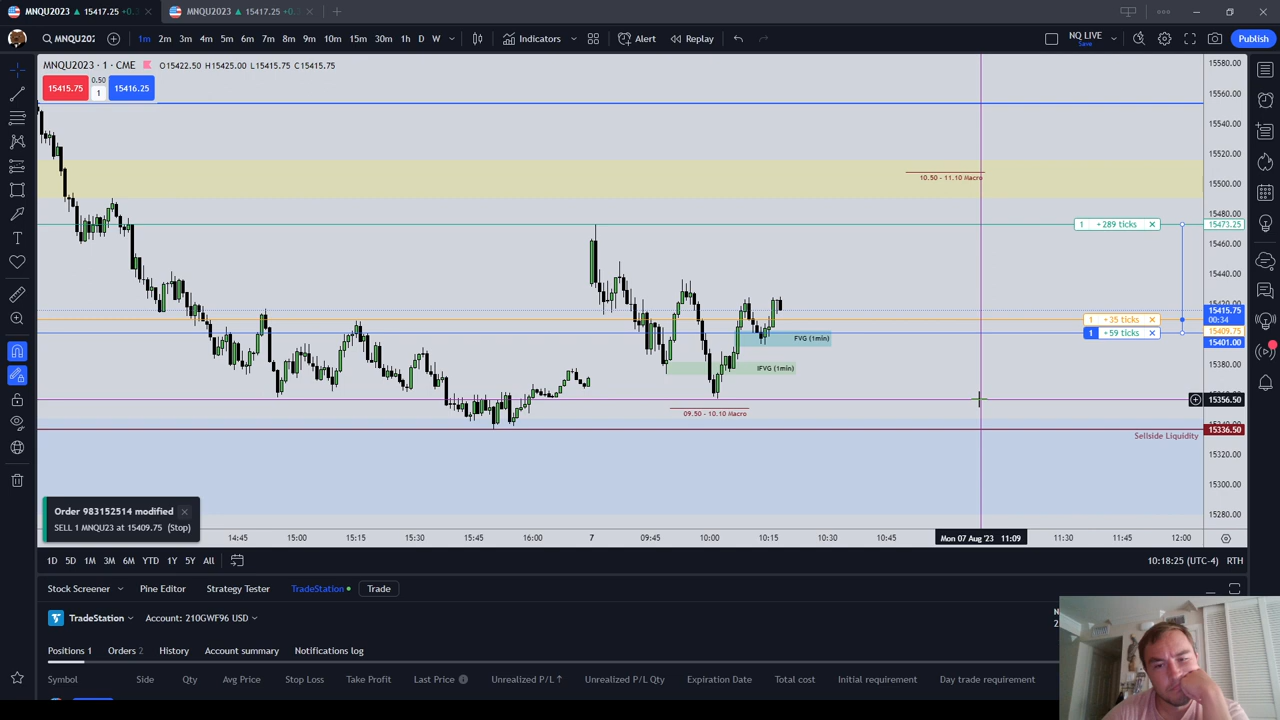 MNQU2023 ▲ 15417.25 +0.3
MNQU2023 ▲ 15417.25 +0.3
MNQU202
1m 2m 3m 4m 5m 6m 7m 8m 9m 10m 15m 30m 1h D W
Indicators
Alert
Replay
NQ LIVE
Save
Publish
MNQU2023 · 1 · CME
O15422.50 H15425.00 L15415.75 C15415.75
15415.75
0.50
1
15416.25
15580.00
15560.00
15540.00
15520.00
10.50 - 11.10 Macro
15500.00
15480.00
1 +289 ticks ×
15473.25
15460.00
15440.00
15420.00
15415.75
00:34
1 +35 ticks ×
15409.75
1 +59 ticks ×
15401.00
FVG (1min)
IFVG (1min)
15380.00
15356.50
09.50 - 10.10 Macro
15336.50
Sellside Liquidity
15320.00
15300.00
15280.00
Order 983152514 modified
SELL 1 MNQU23 at 15409.75 (Stop)
14:45 15:00 15:15 15:30 15:45 16:00 7 09:45 10:00 10:15 10:30 10:45 Mon 07 Aug '23 11:09 11:30 11:45 12:00
1D 5D 1M 3M 6M YTD 1Y 5Y All
10:18:25 (UTC-4) RTH
Stock Screener Pine Editor Strategy Tester TradeStation Trade
TradeStation
Account: 210GWF96 USD
Positions 1 Orders 2 History Account summary Notifications log
Symbol Side Qty Avg Price Stop Loss Take Profit Last Price Unrealized P/L Unrealized P/L Qty Expiration Date Total cost Initial requirement Day trade requirement